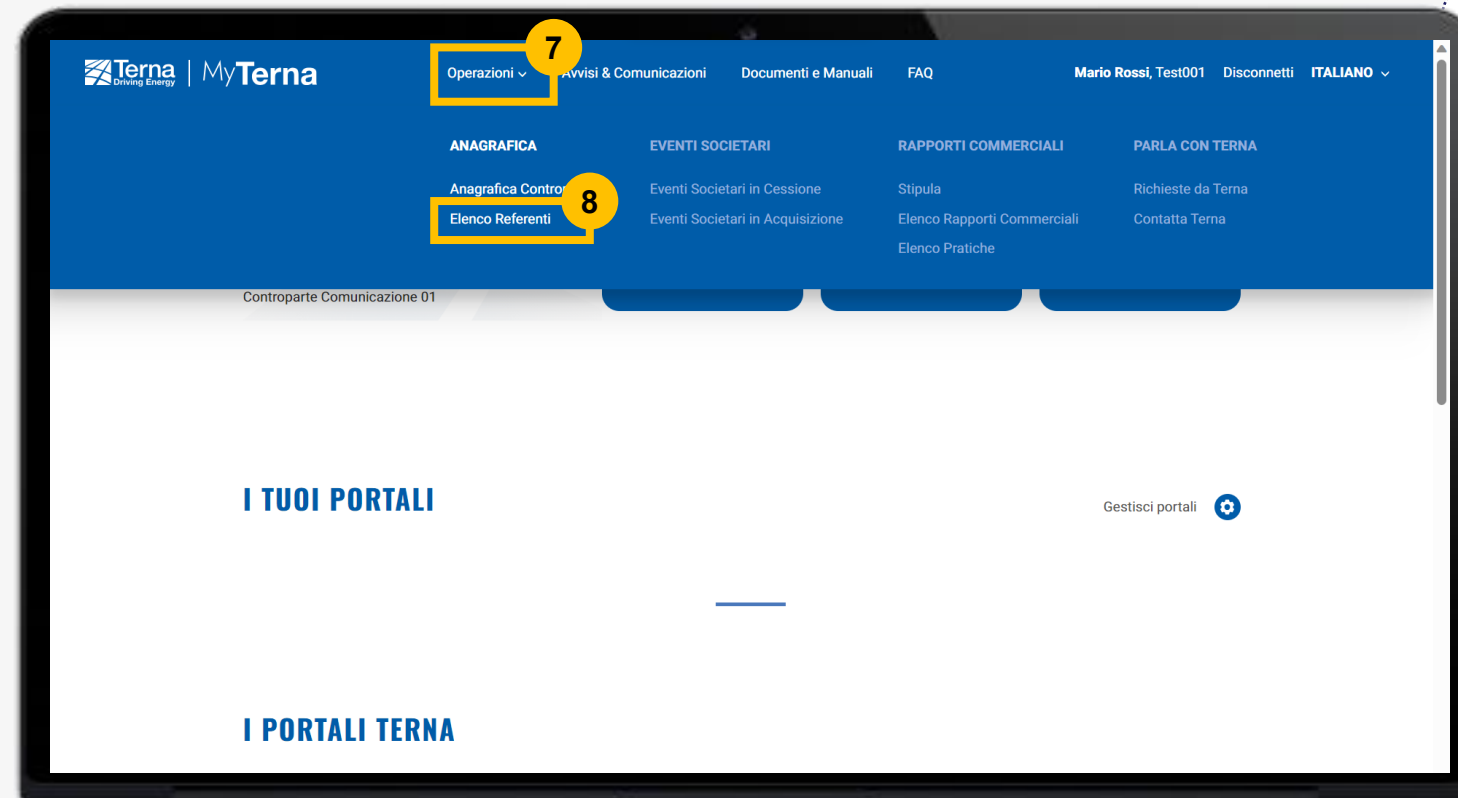 7
Terna
Driving Energy
MyTerna
Operazioni
Avvisi & Comunicazioni
Documenti e Manuali
FAQ
Mario Rossi, Test001
Disconnetti
ITALIANO
ANAGRAFICA
Anagrafica
8
Elenco Referenti
EVENTI SOCIETARI
Eventi Societari in Cessione
Eventi Societari in Acquisizione
RAPPORTI COMMERCIALI
Stipula
Elenco Rapporti Commerciali
Elenco Pratiche
PARLA CON TERNA
Richieste da Terna
Contatta Terna
Controparte Comunicazione 01
I TUOI PORTALI
Gestisci portali
I PORTALI TERNA